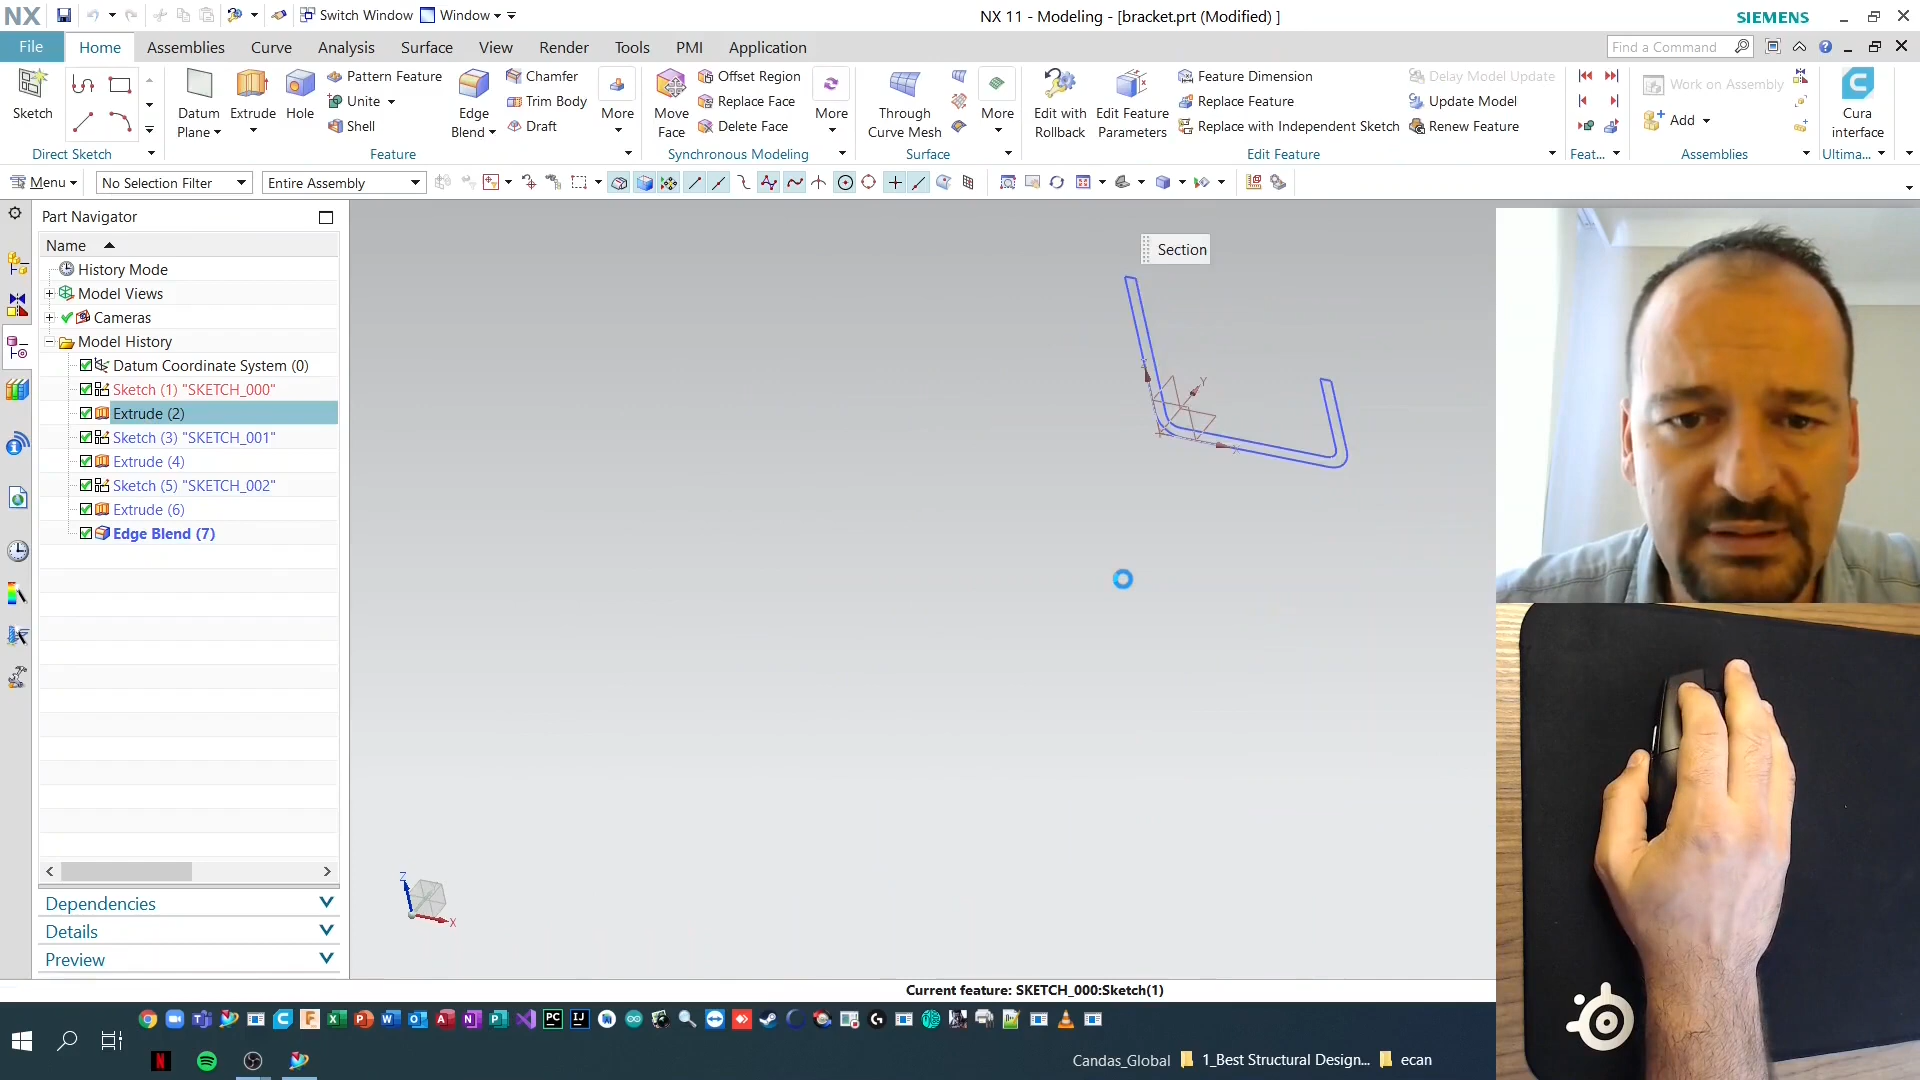 NX
Switch Window
Window
NX 11 - Modeling - [bracket.prt (Modified) ]
SIEMENS
File
Home
Assemblies
Curve
Analysis
Surface
View
Render
Tools
PMI
Application
Find a Command
Sketch
Datum Plane
Extrude
Hole
Pattern Feature
Unite
Shell
Edge Blend
Chamfer
Trim Body
Draft
More
Move Face
Offset Region
Replace Face
Delete Face
More
Through Curve Mesh
More
Edit with Rollback
Edit Feature Parameters
Feature Dimension
Replace Feature
Replace with Independent Sketch
Delay Model Update
Update Model
Renew Feature
Work on Assembly
Add
Cura interface
Direct Sketch
Feature
Synchronous Modeling
Surface
Edit Feature
Feat...
Assemblies
Ultima...
Menu
No Selection Filter
Entire Assembly
Part Navigator
Name
History Mode
Model Views
Cameras
Model History
Datum Coordinate System (0)
Sketch (1) "SKETCH_000"
Extrude (2)
Sketch (3) "SKETCH_001"
Extrude (4)
Sketch (5) "SKETCH_002"
Extrude (6)
Edge Blend (7)
Section
Y
Z
X
Dependencies
Details
Preview
Current feature: SKETCH_000:Sketch(1)
Candas_Global
1_Best Structural Design...
ecan